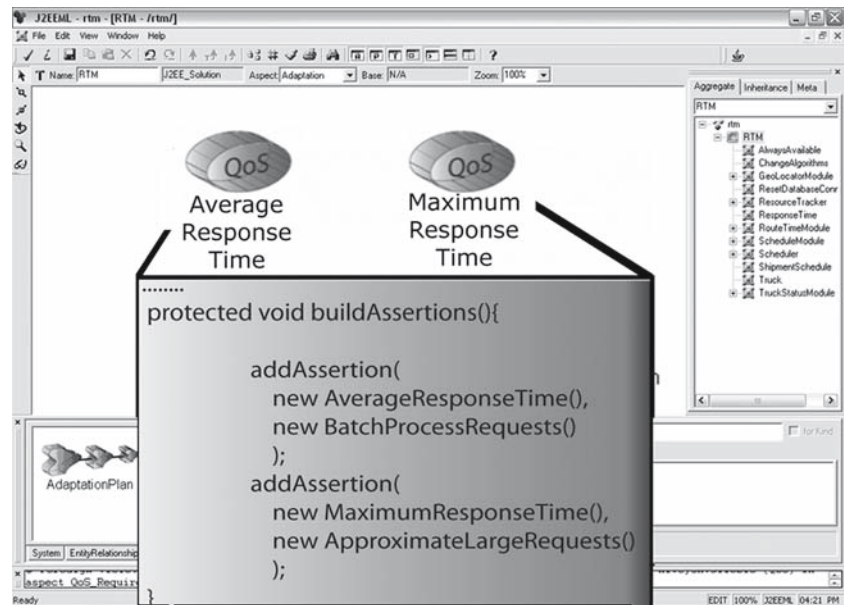 J2EEML - rtm - [RTM - /rtm/]
File Edit View Window Help
Name: RTM J2EE_Solution Aspect: Adaptation Base: N/A Zoom: 100%
Aggregate Inheritance Meta
RTM
rtm
RTM
AlwaysAvailable
ChangeAlgorithms
GeoLocatorModule
ResetDatabaseConr
ResourceTracker
ResponseTime
RouteTimeModule
ScheduleModule
Scheduler
ShipmentSchedule
Truck
TruckStatusModule
QoS
Average
Response
Time
QoS
Maximum
Response
Time
........
protected void buildAssertions(){
addAssertion(
new AverageResponseTime(),
new BatchProcessRequests()
);
addAssertion(
new MaximumResponseTime(),
new ApproximateLargeRequests()
);
}
for Kind
AdaptationPlan
System EntityRelationship
aspect QoS_Requir
Ready
EDIT 100% J2EEML 04:21 PM